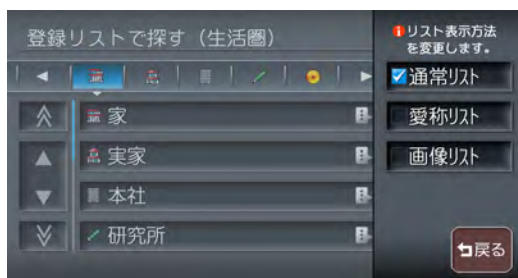 登録リストで探す（生活圏）
家
実家
本社
研究所
リスト表示方法
を変更します。
通常リスト
愛称リスト
画像リスト
戻る